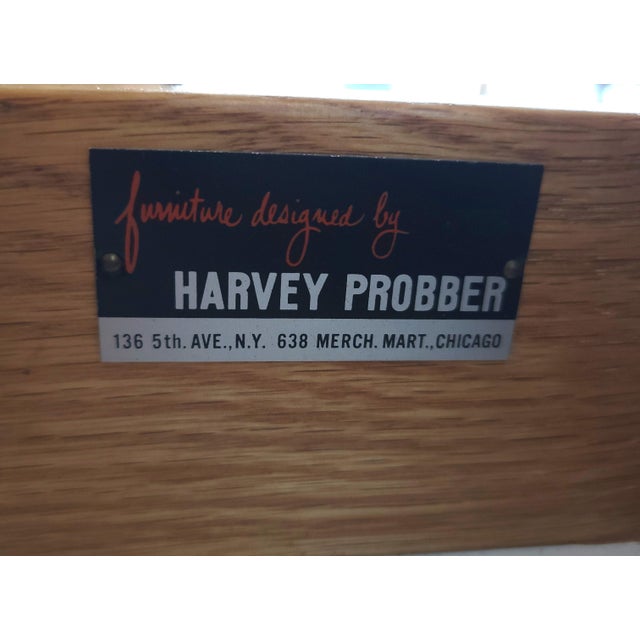 furniture designed by
HARVEY PROBBER
136 5th. AVE., N.Y. 638 MERCH. MART., CHICAGO